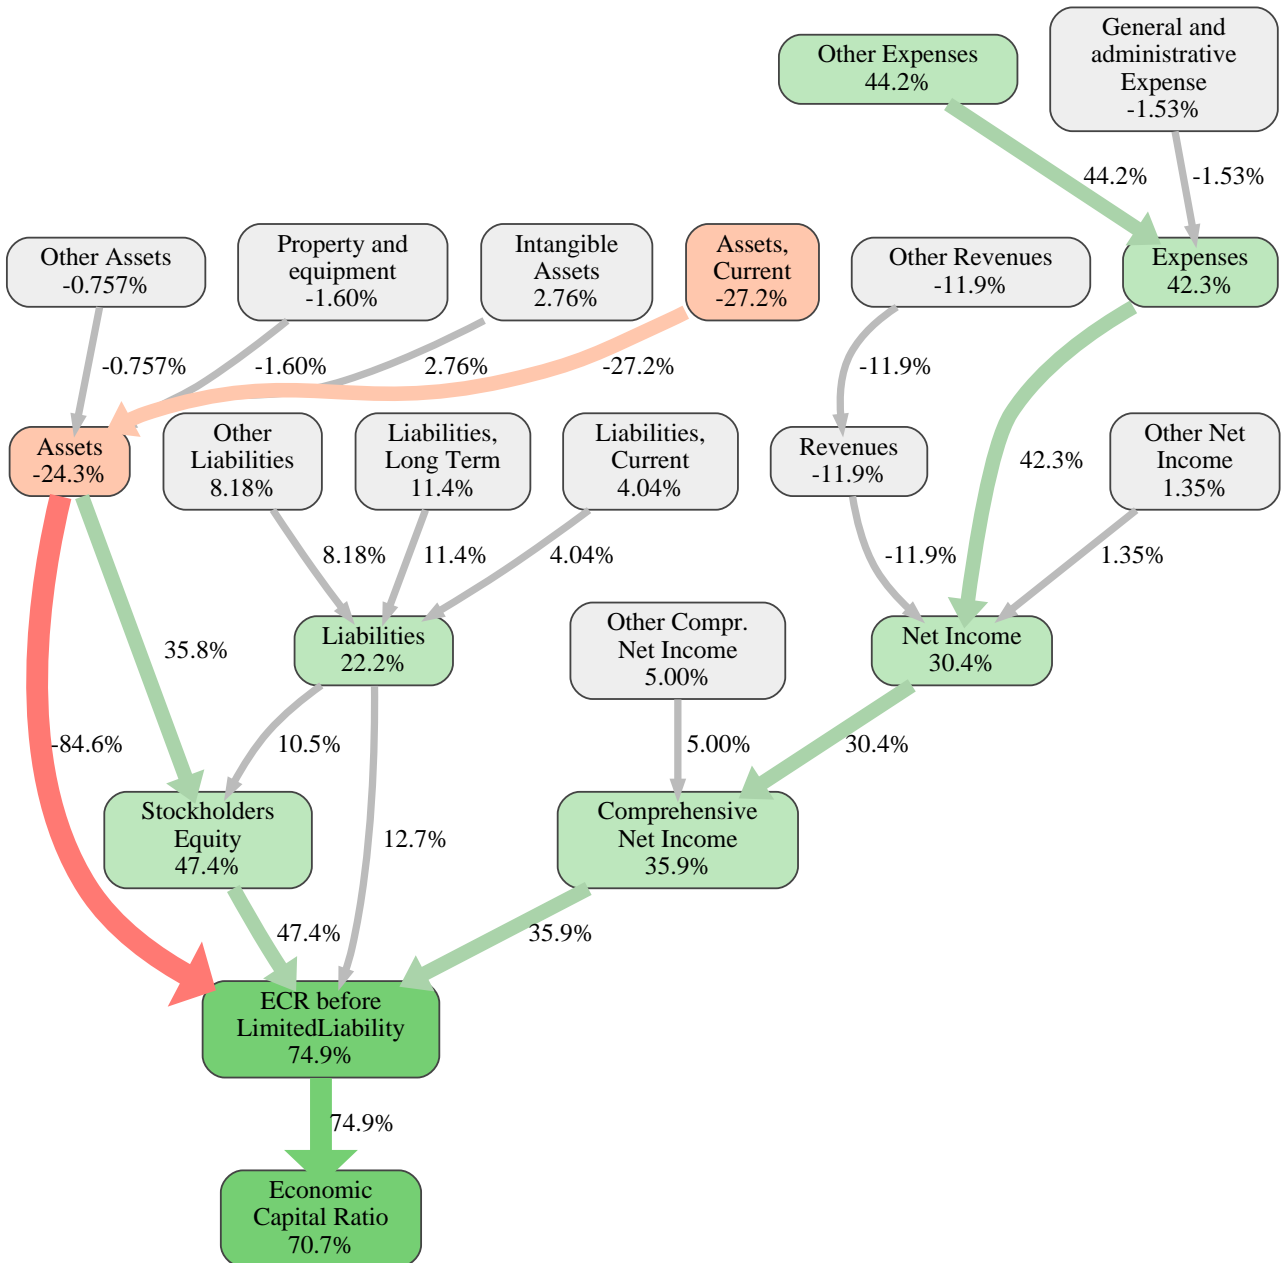 General and
administrative
Expense
-1.53%
Other Expenses
44.2%
44.2%
-1.53%
Other Assets
-0.757%
Property and
equipment
-1.60%
Intangible
Assets
2.76%
Assets,
Current
-27.2%
Other Revenues
-11.9%
Expenses
42.3%
-0.757%
-1.60%
2.76%
-27.2%
-11.9%
Assets
-24.3%
Other
Liabilities
8.18%
Liabilities,
Long Term
11.4%
Liabilities,
Current
4.04%
Revenues
-11.9%
42.3%
Other Net
Income
1.35%
8.18%
11.4%
4.04%
-11.9%
1.35%
35.8%
Liabilities
22.2%
Other Compr.
Net Income
5.00%
Net Income
30.4%
-84.6%
10.5%
5.00%
30.4%
Stockholders
Equity
47.4%
12.7%
Comprehensive
Net Income
35.9%
47.4%
35.9%
ECR before
LimitedLiability
74.9%
74.9%
Economic
Capital Ratio
70.7%